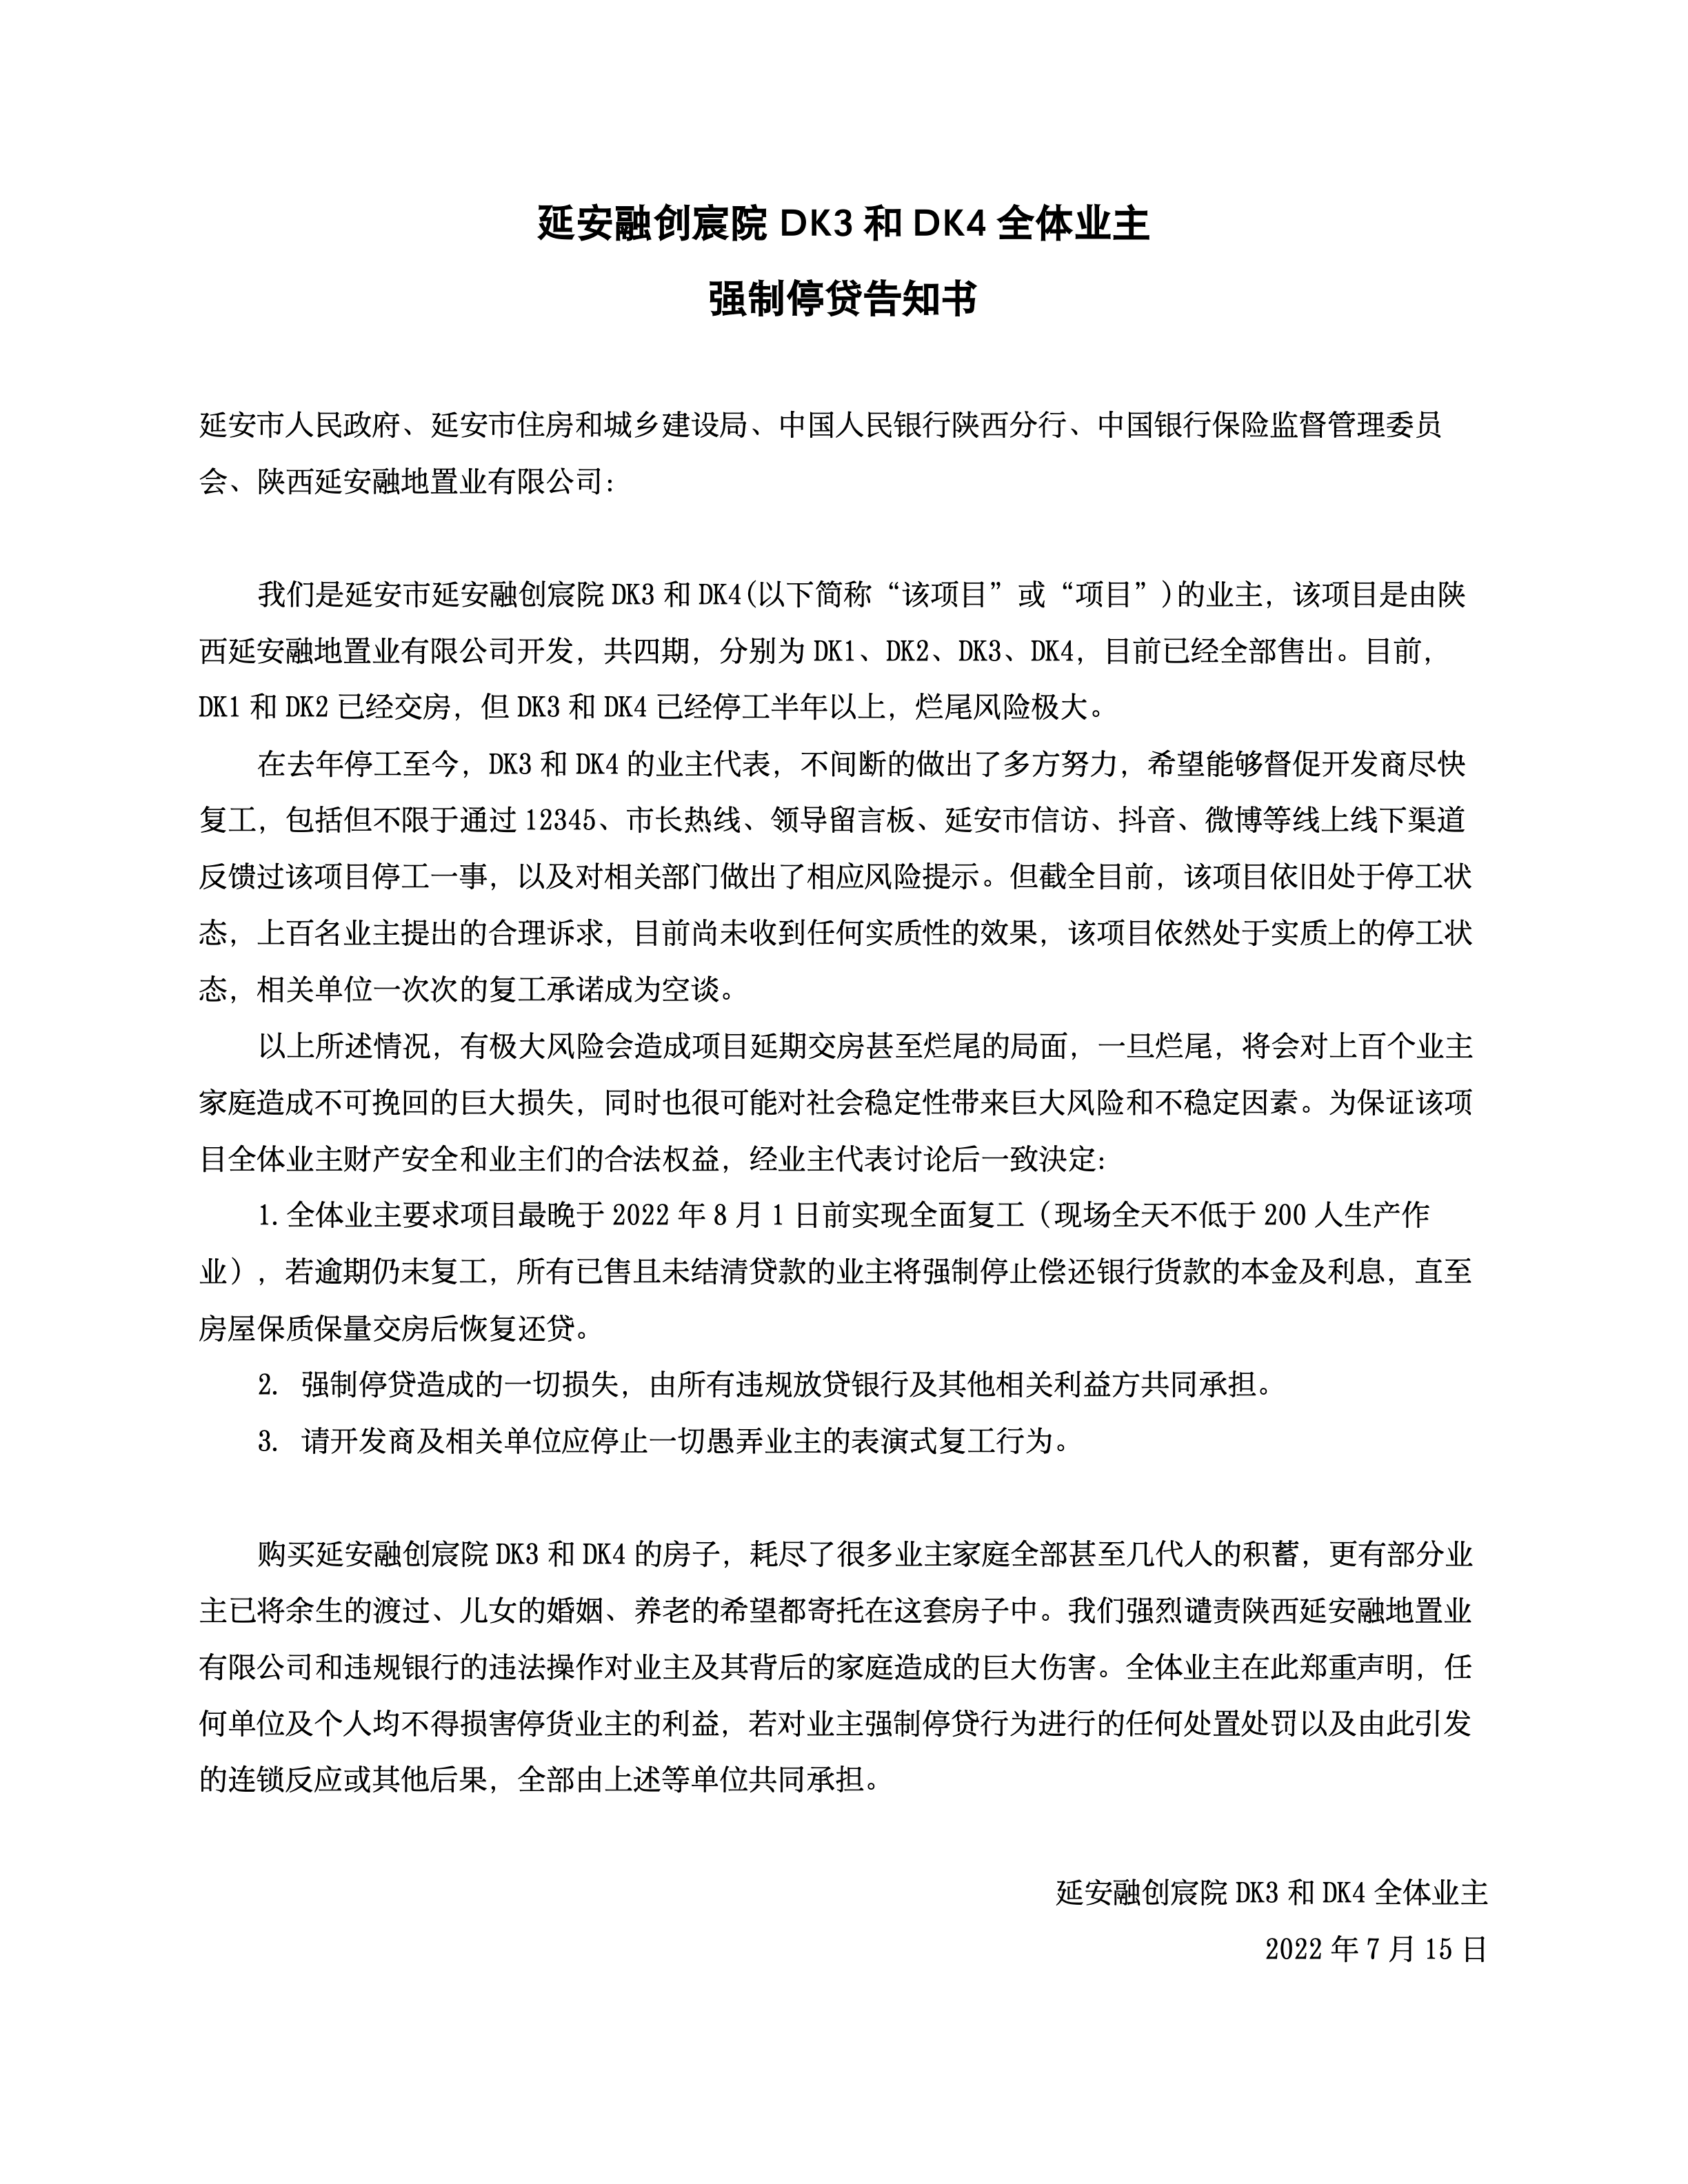 延安融创宸院 DK3 和 DK4 全体业主
强制停贷告知书
延安市人民政府、延安市住房和城乡建设局、中国人民银行陕西分行、中国银行保险监督管理委员
会、陕西延安融地置业有限公司：
我们是延安市延安融创宸院 DK3 和 DK4(以下简称“该项目”或“项目”)的业主，该项目是由陕
西延安融地置业有限公司开发，共四期，分别为 DK1、DK2、DK3、DK4，目前已经全部售出。目前，
DK1 和 DK2 已经交房，但 DK3 和 DK4 已经停工半年以上，烂尾风险极大。
在去年停工至今，DK3 和 DK4 的业主代表，不间断的做出了多方努力，希望能够督促开发商尽快
复工，包括但不限于通过 12345、市长热线、领导留言板、延安市信访、抖音、微博等线上线下渠道
反馈过该项目停工一事，以及对相关部门做出了相应风险提示。但截全目前，该项目依旧处于停工状
态，上百名业主提出的合理诉求，目前尚未收到任何实质性的效果，该项目依然处于实质上的停工状
态，相关单位一次次的复工承诺成为空谈。
以上所述情况，有极大风险会造成项目延期交房甚至烂尾的局面，一旦烂尾，将会对上百个业主
家庭造成不可挽回的巨大损失，同时也很可能对社会稳定性带来巨大风险和不稳定因素。为保证该项
目全体业主财产安全和业主们的合法权益，经业主代表讨论后一致决定：
1. 全体业主要求项目最晚于 2022 年 8 月 1 日前实现全面复工（现场全天不低于 200 人生产作
业），若逾期仍末复工，所有已售且未结清贷款的业主将强制停止偿还银行货款的本金及利息，直至
房屋保质保量交房后恢复还贷。
2. 强制停贷造成的一切损失，由所有违规放贷银行及其他相关利益方共同承担。
3. 请开发商及相关单位应停止一切愚弄业主的表演式复工行为。
购买延安融创宸院 DK3 和 DK4 的房子，耗尽了很多业主家庭全部甚至几代人的积蓄，更有部分业
主已将余生的渡过、儿女的婚姻、养老的希望都寄托在这套房子中。我们强烈谴责陕西延安融地置业
有限公司和违规银行的违法操作对业主及其背后的家庭造成的巨大伤害。全体业主在此郑重声明，任
何单位及个人均不得损害停货业主的利益，若对业主强制停贷行为进行的任何处置处罚以及由此引发
的连锁反应或其他后果，全部由上述等单位共同承担。
延安融创宸院 DK3 和 DK4 全体业主
2022 年 7 月 15 日